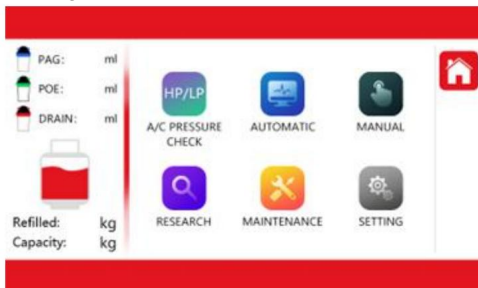 PAG: ml
POE: ml
DRAIN: ml
Refilled: kg
Capacity: kg
HP/LP
A/C PRESSURE
CHECK
AUTOMATIC
MANUAL
RESEARCH
MAINTENANCE
SETTING